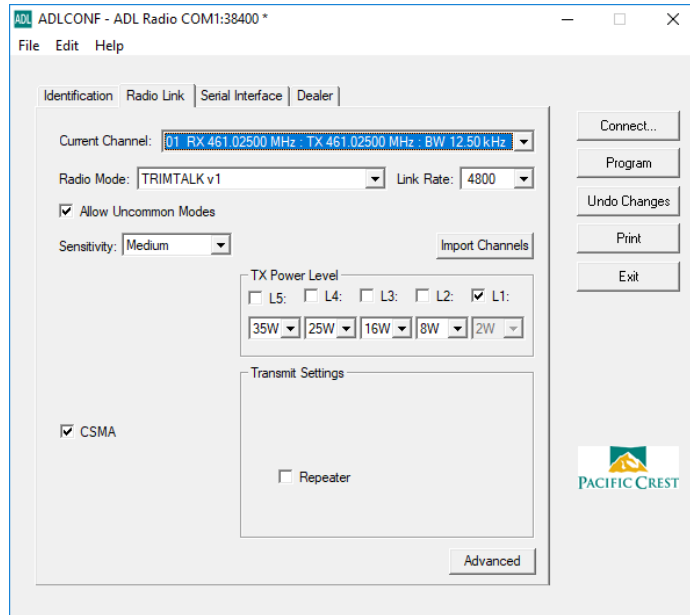 ADL ADLCONF - ADL Radio COM1:38400 *
File Edit Help
Identification Radio Link Serial Interface Dealer
Current Channel: 01 RX 461.02500 MHz : TX 461.02500 MHz : BW 12.50 kHz
Radio Mode: TRIMTALK v1 Link Rate: 4800
Allow Uncommon Modes
Sensitivity: Medium Import Channels
TX Power Level
L5: L4: L3: L2: L1:
35W 25W 16W 8W 2W
Transmit Settings
CSMA
Repeater
Advanced
Connect...
Program
Undo Changes
Print
Exit
PACIFIC CREST